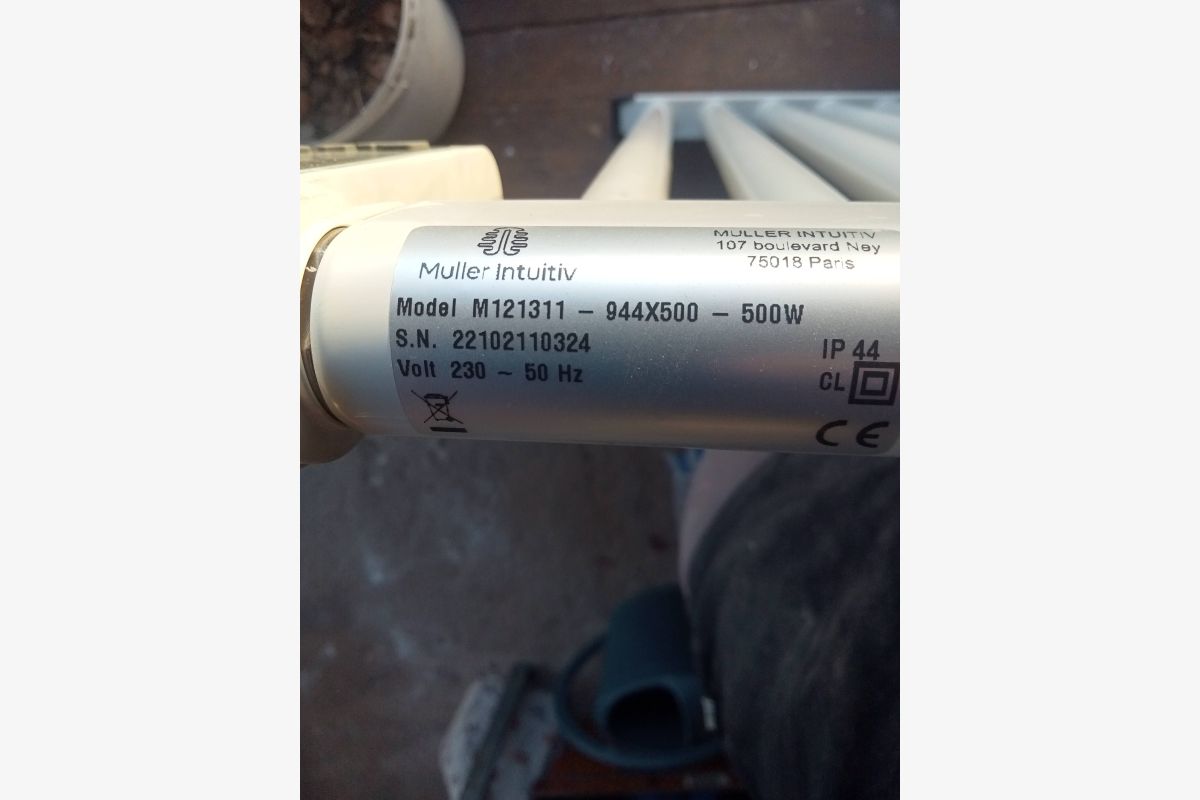 Muller Intuitiv
MULLER INTUITIV
107 boulevard Ney
75018 Paris
Model M121311 – 944X500 – 500W
S.N. 22102110324
Volt 230 ~ 50 Hz
IP 44
CL
CE